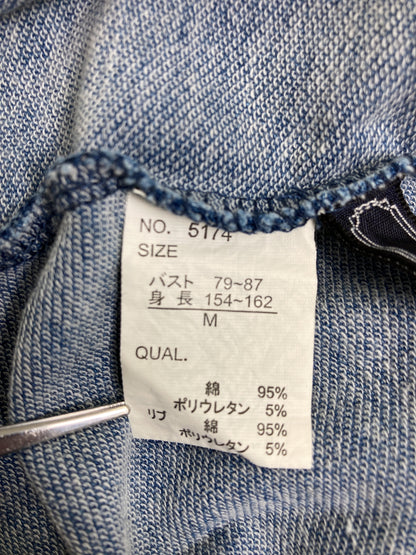 NO. 5174
SIZE
バスト 79~87
身長 154~162
M
QUAL.
綿 95%
ポリウレタン 5%
リブ 綿 95%
ポリウレタン 5%